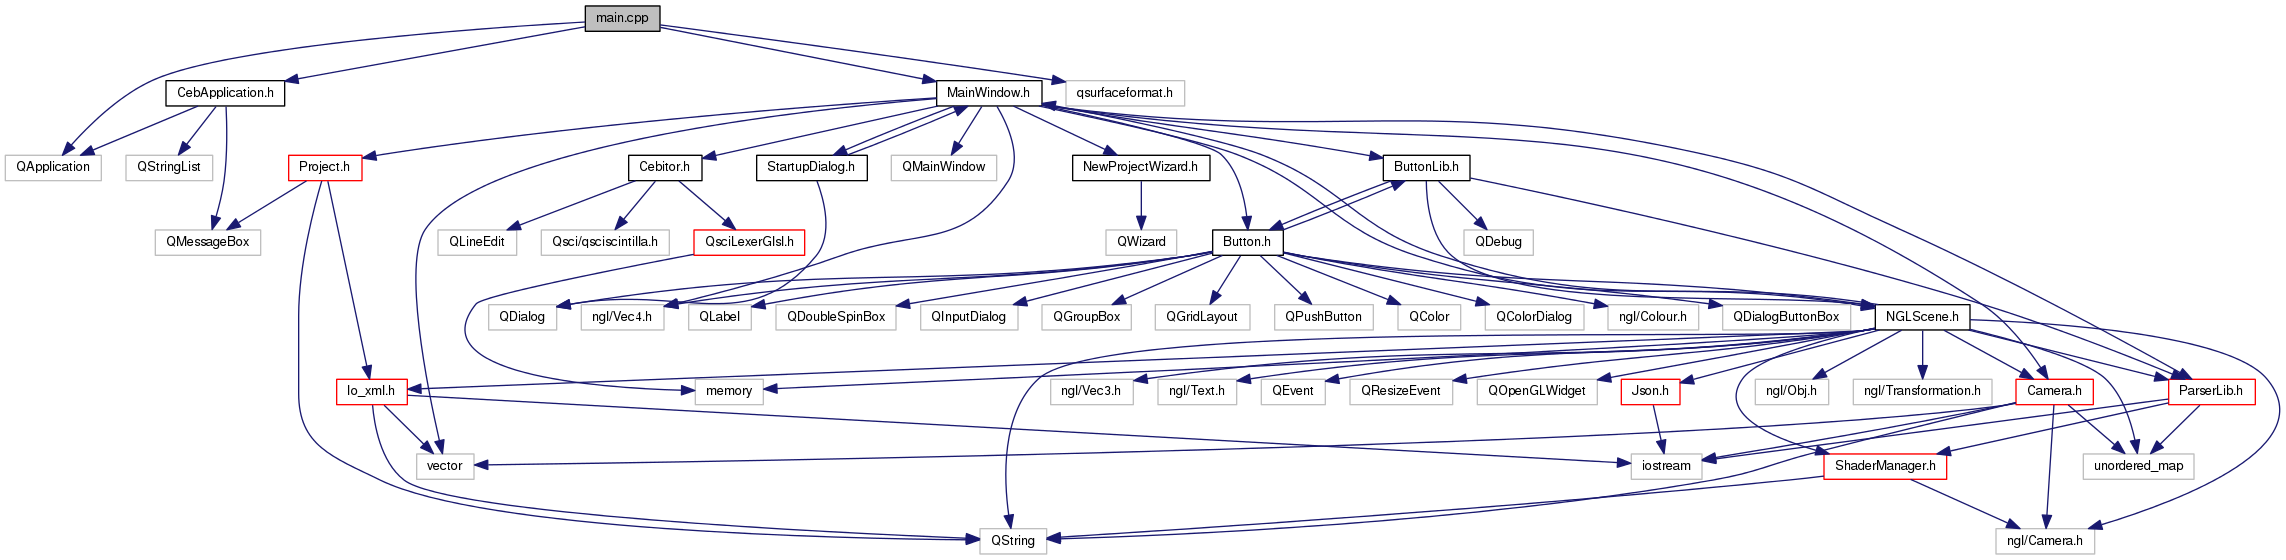 main.cpp
CebApplication.h
MainWindow.h
qsurfaceformat.h
QApplication
QStringList
Project.h
Cebitor.h
StartupDialog.h
QMainWindow
NewProjectWizard.h
ButtonLib.h
QMessageBox
QLineEdit
Qsci/qsciscintilla.h
QsciLexerGlsl.h
QWizard
Button.h
QDebug
QDialog
ngl/Vec4.h
QLabel
QDoubleSpinBox
QInputDialog
QGroupBox
QGridLayout
QPushButton
QColor
QColorDialog
ngl/Colour.h
QDialogButtonBox
NGLScene.h
Io_xml.h
memory
ngl/Vec3.h
ngl/Text.h
QEvent
QResizeEvent
QOpenGLWidget
Json.h
ngl/Obj.h
ngl/Transformation.h
Camera.h
ParserLib.h
vector
iostream
ShaderManager.h
unordered_map
QString
ngl/Camera.h